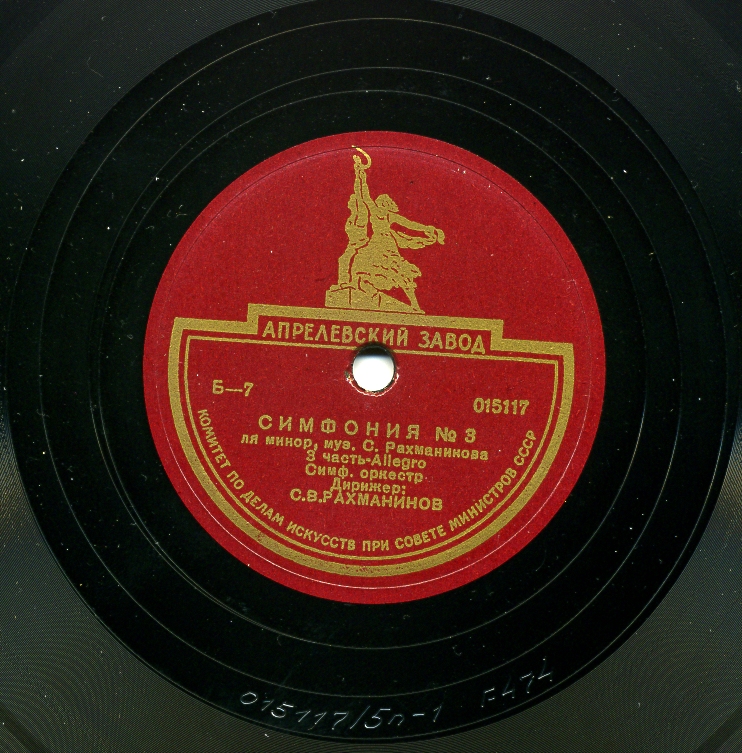 АПРЕЛЕВСКИЙ ЗАВОД
Б—7
015117
СИМФОНИЯ № 3
ля минор, муз. С. Рахманинова
3 часть-Allegro
Симф. оркестр
Дирижер:
С.В.РАХМАНИНОВ
КОМИТЕТ ПО ДЕЛАМ ИСКУССТВ ПРИ СОВЕТЕ МИНИСТРОВ СССР
015117/5п-1 Г474